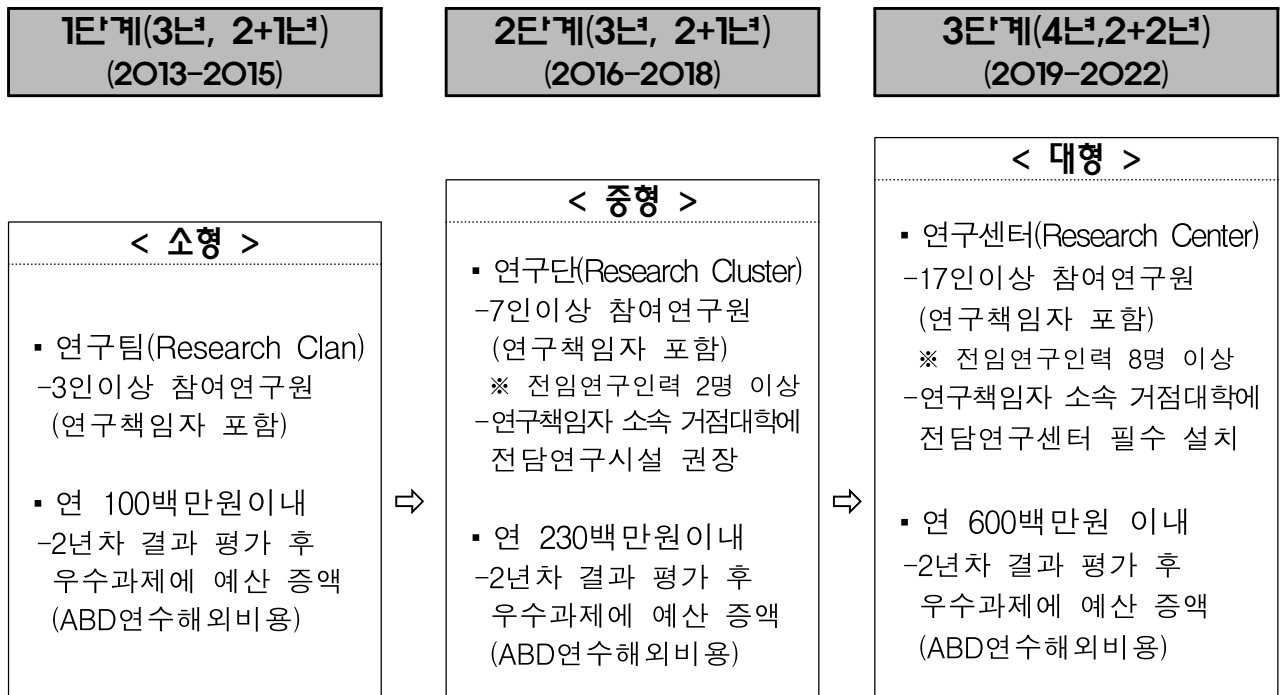 1단계(3년, 2+1년)
(2013-2015)
< 소형 >
▪ 연구팀(Research Clan)
-3인이상 참여연구원
(연구책임자 포함)
▪ 연 100백만원이내
-2년차 결과 평가 후
우수과제에 예산 증액
(ABD연수해외비용)
⇨
2단계(3년, 2+1년)
(2016-2018)
< 중형 >
▪ 연구단(Research Cluster)
-7인이상 참여연구원
(연구책임자 포함)
※ 전임연구인력 2명 이상
-연구책임자 소속 거점대학에
전담연구시설 권장
▪ 연 230백만원이내
-2년차 결과 평가 후
우수과제에 예산 증액
(ABD연수해외비용)
⇨
3단계(4년,2+2년)
(2019-2022)
< 대형 >
▪ 연구센터(Research Center)
-17인이상 참여연구원
(연구책임자 포함)
※ 전임연구인력 8명 이상
-연구책임자 소속 거점대학에
전담연구센터 필수 설치
▪ 연 600백만원 이내
-2년차 결과 평가 후
우수과제에 예산 증액
(ABD연수해외비용)